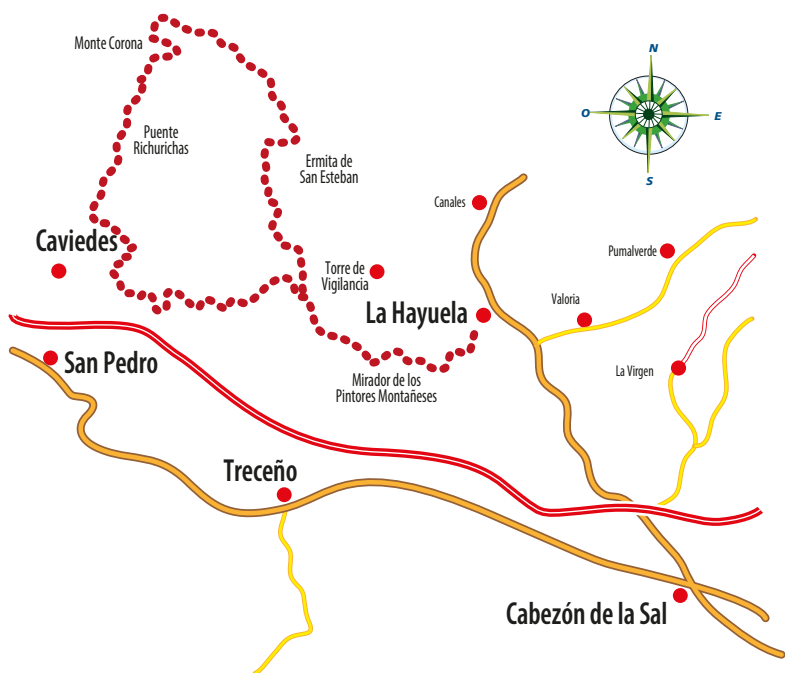 Monte Corona
N
O
E
S
Puente
Richurichas
Ermita de
San Esteban
Canales
Caviedes
Pumalverde
Torre de
Vigilancia
Valoria
La Hayuela
San Pedro
La Virgen
Mirador de los
Pintores Montañeses
Treceño
Cabezón de la Sal